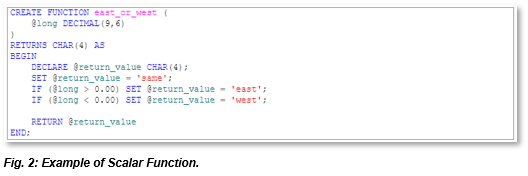 CREATE FUNCTION east_or_west (
    @long DECIMAL(9,6)
)
RETURNS CHAR(4) AS
BEGIN
    DECLARE @return_value CHAR(4);
    SET @return_value = 'same';
    IF (@long > 0.00) SET @return_value = 'east';
    IF (@long < 0.00) SET @return_value = 'west';

    RETURN @return_value
END;
Fig. 2: Example of Scalar Function.